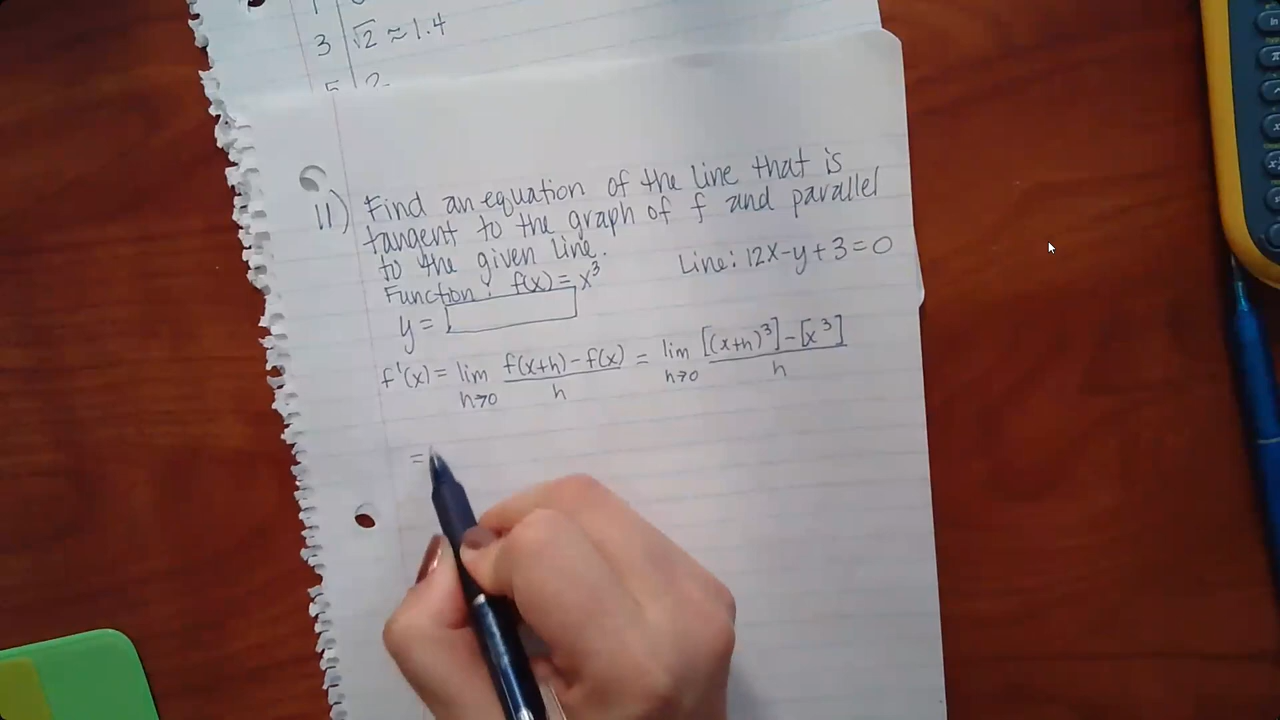 3 √2 ≈ 1.4
11) Find an equation of the line that is
tangent to the graph of f and parallel
to the given line.
Function: f(x) = x³ Line: 12x-y+3=0
y =
f'(x) = lim h→0 f(x+h)-f(x) / h = lim h→0 [(x+h)³]-[x³] / h
=